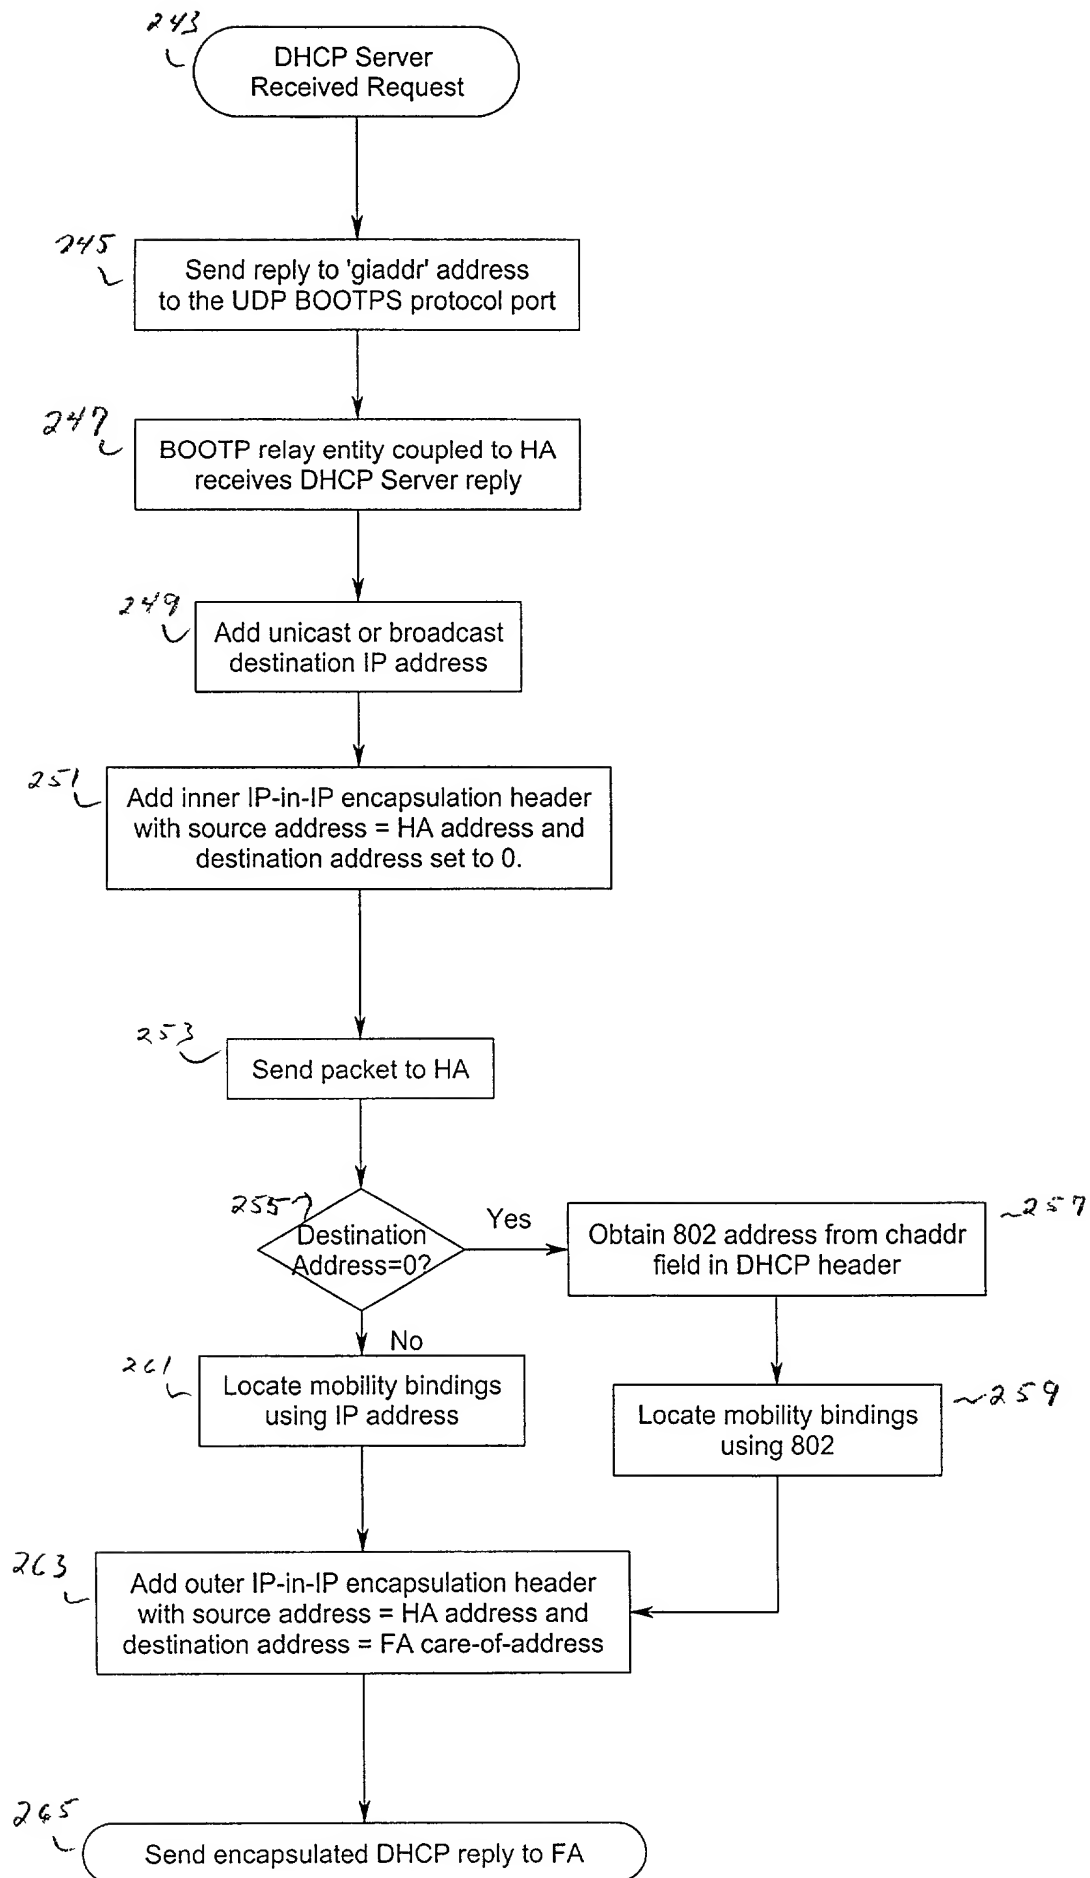 243
DHCP Server
Received Request
245
Send reply to 'giaddr' address
to the UDP BOOTPS protocol port
247
BOOTP relay entity coupled to HA
receives DHCP Server reply
249
Add unicast or broadcast
destination IP address
251
Add inner IP-in-IP encapsulation header
with source address = HA address and
destination address set to 0.
253
Send packet to HA
255
Destination
Address=0?
Yes
257
Obtain 802 address from chaddr
field in DHCP header
No
261
Locate mobility bindings
using IP address
259
Locate mobility bindings
using 802
263
Add outer IP-in-IP encapsulation header
with source address = HA address and
destination address = FA care-of-address
265
Send encapsulated DHCP reply to FA